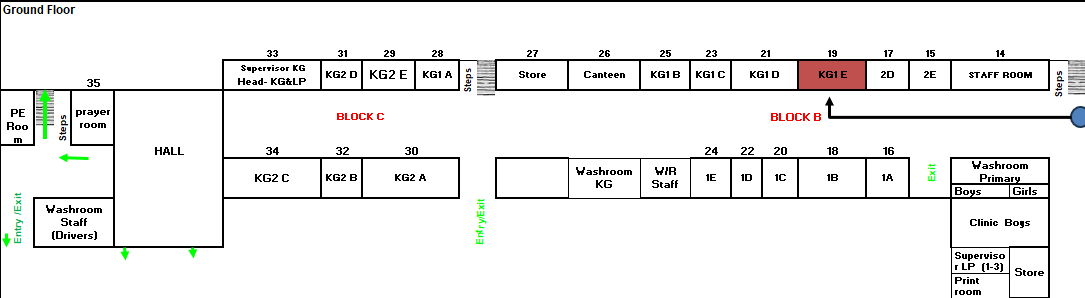 Ground Floor
33
31
29
28
27
26
25
23
21
19
17
15
14
Supervisor KG
Head- KG&LP
KG2 D
KG2 E
KG1 A
Steps
Store
Canteen
KG1 B
KG1 C
KG1 D
KG1 E
2D
2E
STAFF ROOM
Steps
35
PE
Roo
m
Steps
prayer
room
HALL
BLOCK C
BLOCK B
34
32
30
24
22
20
18
16
KG2 C
KG2 B
KG2 A
Washroom
KG
W/R
Staff
1E
1D
1C
1B
1A
Exit
Washroom
Primary
Boys
Girls
Entry /Exit
Washroom
Staff
(Drivers)
Entry/Exit
Clinic Boys
Superviso
r LP (1-3)
Print
room
Store